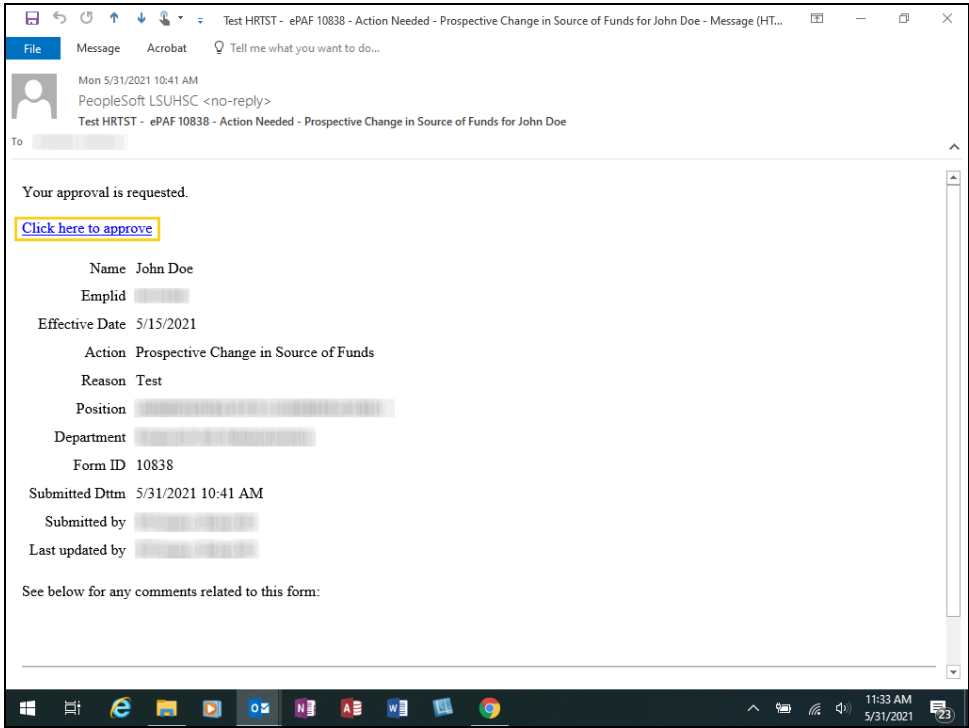 Test HRTST - ePAF 10838 - Action Needed - Prospective Change in Source of Funds for John Doe - Message (HT...
File Message Acrobat Tell me what you want to do...
Mon 5/31/2021 10:41 AM
PeopleSoft LSUHSC <no-reply>
Test HRTST - ePAF 10838 - Action Needed - Prospective Change in Source of Funds for John Doe
To
Your approval is requested.
Click here to approve
Name John Doe
Emplid
Effective Date 5/15/2021
Action Prospective Change in Source of Funds
Reason Test
Position
Department
Form ID 10838
Submitted Dttm 5/31/2021 10:41 AM
Submitted by
Last updated by
See below for any comments related to this form:
11:33 AM
5/31/2021
23